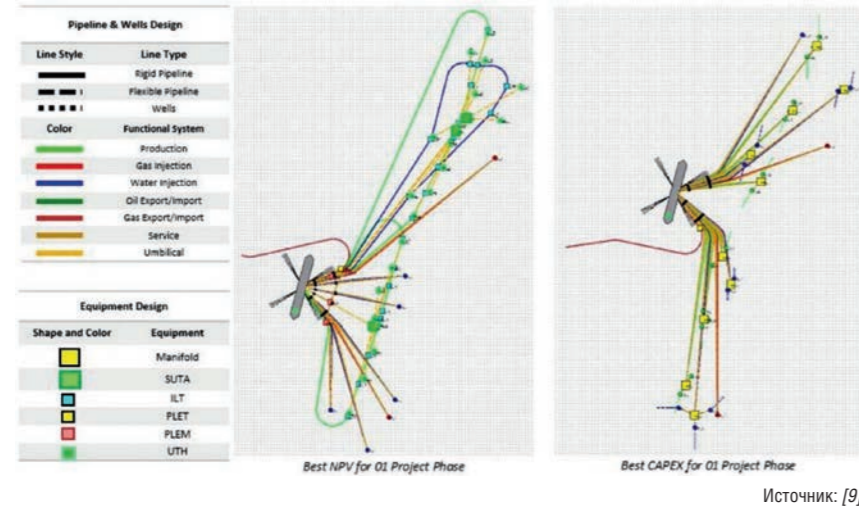 Pipeline & Wells Design
Line Style Line Type
Rigid Pipeline
Flexible Pipeline
Wells
Color Functional System
Production
Gas Injection
Water Injection
Oil Export/Import
Gas Export/Import
Service
Umbilical
Equipment Design
Shape and Color Equipment
Manifold
SUTA
ILT
PLET
PLEM
UTH
Best NPV for 01 Project Phase
Best CAPEX for 01 Project Phase
Источник: [9]